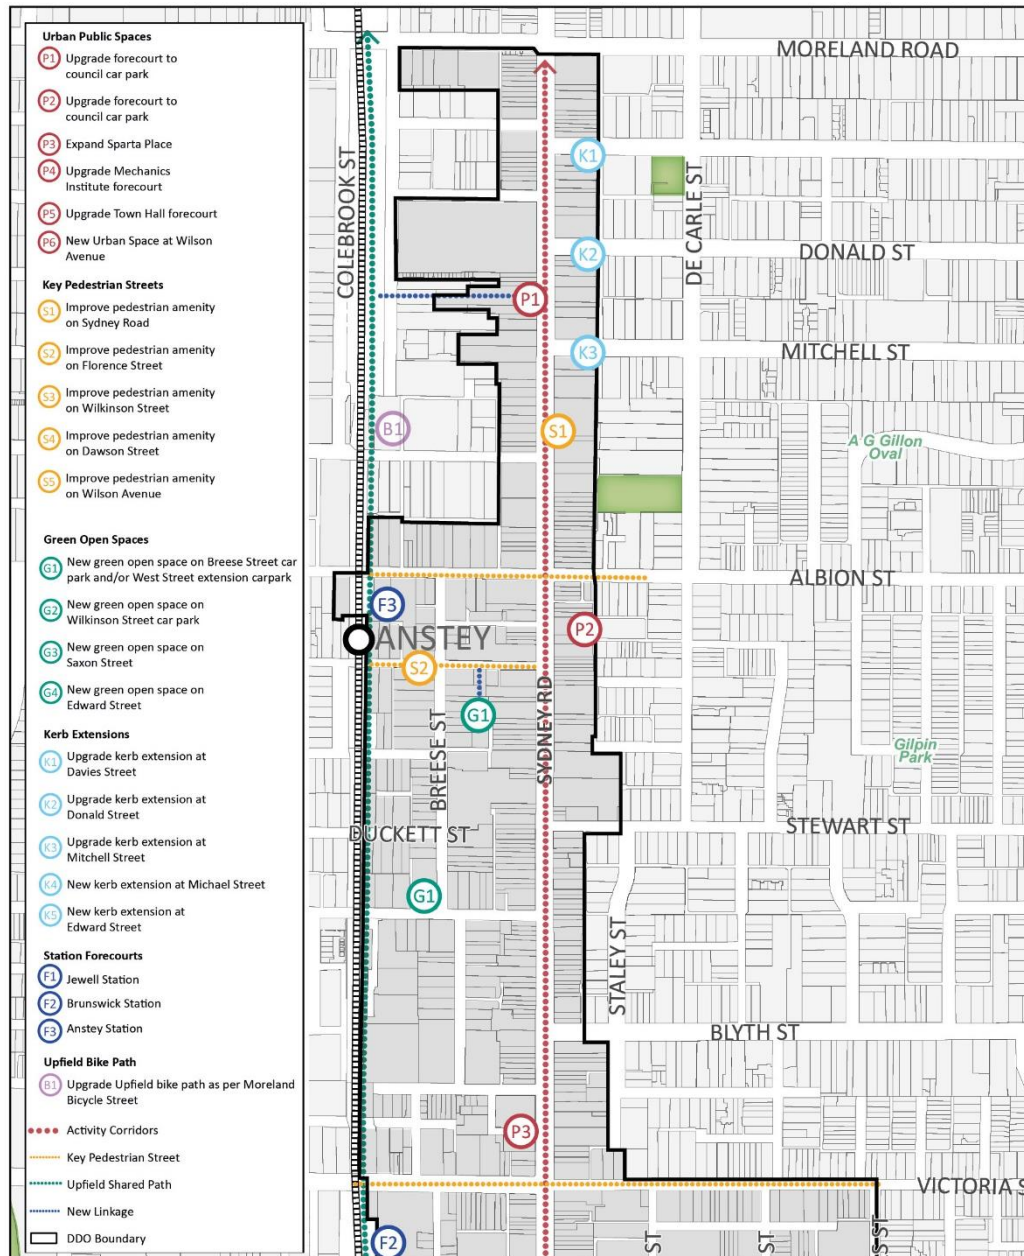 Urban Public Spaces
P1 Upgrade forecourt to
council car park
P2 Upgrade forecourt to
council car park
P3 Expand Sparta Place
P4 Upgrade Mechanics
Institute forecourt
P5 Upgrade Town Hall forecourt
P6 New Urban Space at Wilson
Avenue
Key Pedestrian Streets
S1 Improve pedestrian amenity
on Sydney Road
S2 Improve pedestrian amenity
on Florence Street
S3 Improve pedestrian amenity
on Wilkinson Street
S4 Improve pedestrian amenity
on Dawson Street
S5 Improve pedestrian amenity
on Wilson Avenue
Green Open Spaces
G1 New green open space on Breese Street car
park and/or West Street extension carpark
G2 New green open space on
Wilkinson Street car park
G3 New green open space on
Saxon Street
G4 New green open space on
Edward Street
Kerb Extensions
K1 Upgrade kerb extension at
Davies Street
K2 Upgrade kerb extension at
Donald Street
K3 Upgrade kerb extension at
Mitchell Street
K4 New kerb extension at Michael Street
K5 New kerb extension at
Edward Street
Station Forecourts
F1 Jewell Station
F2 Brunswick Station
F3 Anstey Station
Upfield Bike Path
B1 Upgrade Upfield bike path as per Moreland
Bicycle Street
Activity Corridors
Key Pedestrian Street
Upfield Shared Path
New Linkage
DDO Boundary
MORELAND ROAD
K1
COLEBROOK ST
DE CARLE ST
K2
DONALD ST
P1
K3
MITCHELL ST
B1
S1
A G Gillon
Oval
ALBION ST
F3
P2
ANSTEY
S2
G1
SYDNEY RD
BREESE ST
Gilpin
Park
DUCKETT ST
STEWART ST
G1
STALEY ST
BLYTH ST
P3
VICTORIA S
F2
ST
ST
S ST